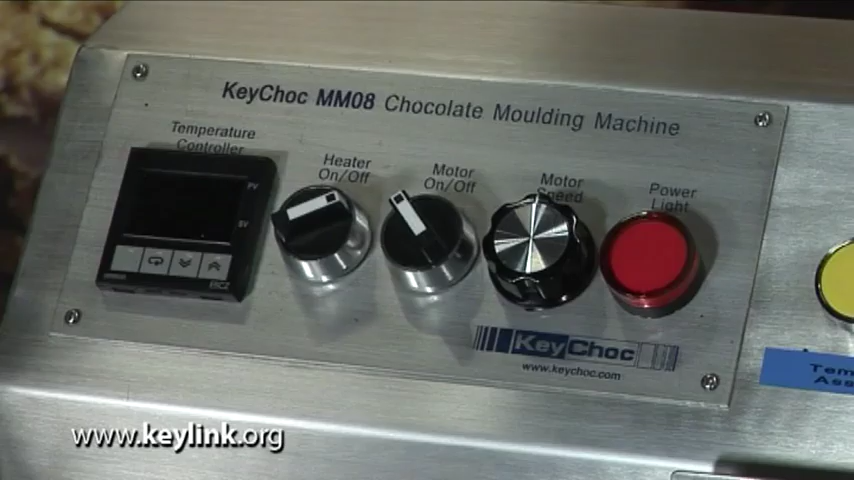 KeyChoc MM08 Chocolate Moulding Machine
Temperature
Controller
Heater
On/Off
Motor
On/Off
Motor
Speed
Power
Light
PV
SV
KeyChoc
www.keychoc.com
www.keylink.org